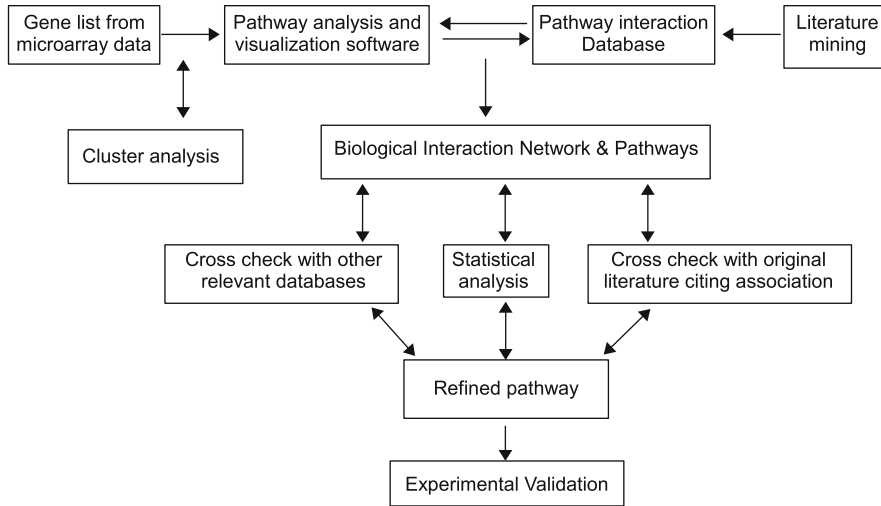 Gene list from
microarray data
Pathway analysis and
visualization software
Pathway interaction
Database
Literature
mining
Cluster analysis
Biological Interaction Network & Pathways
Cross check with other
relevant databases
Statistical
analysis
Cross check with original
literature citing association
Refined pathway
Experimental Validation